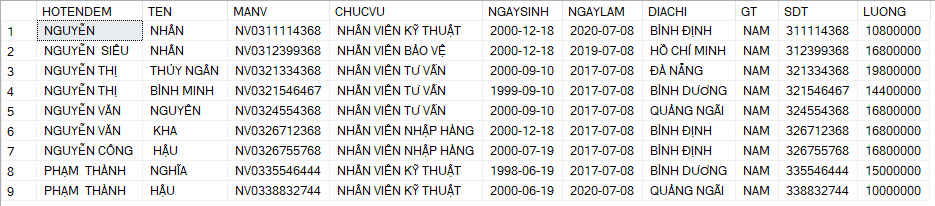 HOTENDEM TEN MANV CHUCVU NGAYSINH NGAYLAM DIACHI GT SDT LUONG
1 NGUYỄN NHÂN NV0311114368 NHÂN VIÊN KỸ THUẬT 2000-12-18 2020-07-08 BÌNH ĐỊNH NAM 311114368 10800000
2 NGUYỄN SIÊU NHÂN NV0312399368 NHÂN VIÊN BẢO VỆ 2000-12-18 2019-07-08 HỒ CHÍ MINH NAM 312399368 16800000
3 NGUYỄN THỊ THÚY NGÂN NV0321334368 NHÂN VIÊN TƯ VẤN 2000-09-10 2017-07-08 ĐÀ NẴNG NAM 321334368 19800000
4 NGUYỄN THỊ BÌNH MINH NV0321546467 NHÂN VIÊN TƯ VẤN 1999-09-10 2017-07-08 BÌNH DƯƠNG NAM 321546467 14400000
5 NGUYỄN VĂN NGUYÊN NV0324554368 NHÂN VIÊN TƯ VẤN 2000-09-10 2017-07-08 QUẢNG NGÃI NAM 324554368 16800000
6 NGUYỄN VĂN KHA NV0326712368 NHÂN VIÊN NHẬP HÀNG 2000-12-18 2017-07-08 BÌNH ĐỊNH NAM 326712368 16800000
7 NGUYỄN CÔNG HẬU NV0326755768 NHÂN VIÊN NHẬP HÀNG 2000-07-19 2017-07-08 BÌNH ĐỊNH NAM 326755768 16800000
8 PHẠM THÀNH NGHĨA NV0335546444 NHÂN VIÊN KỸ THUẬT 1998-06-19 2017-07-08 BÌNH DƯƠNG NAM 335546444 15000000
9 PHẠM THÀNH HẬU NV0338832744 NHÂN VIÊN KỸ THUẬT 2000-06-19 2020-07-08 QUẢNG NGÃI NAM 338832744 10000000